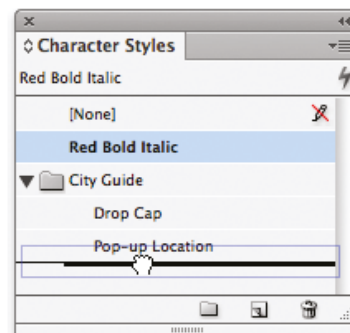 Character Styles
Red Bold Italic
[None]
Red Bold Italic
City Guide
Drop Cap
Pop-up Location